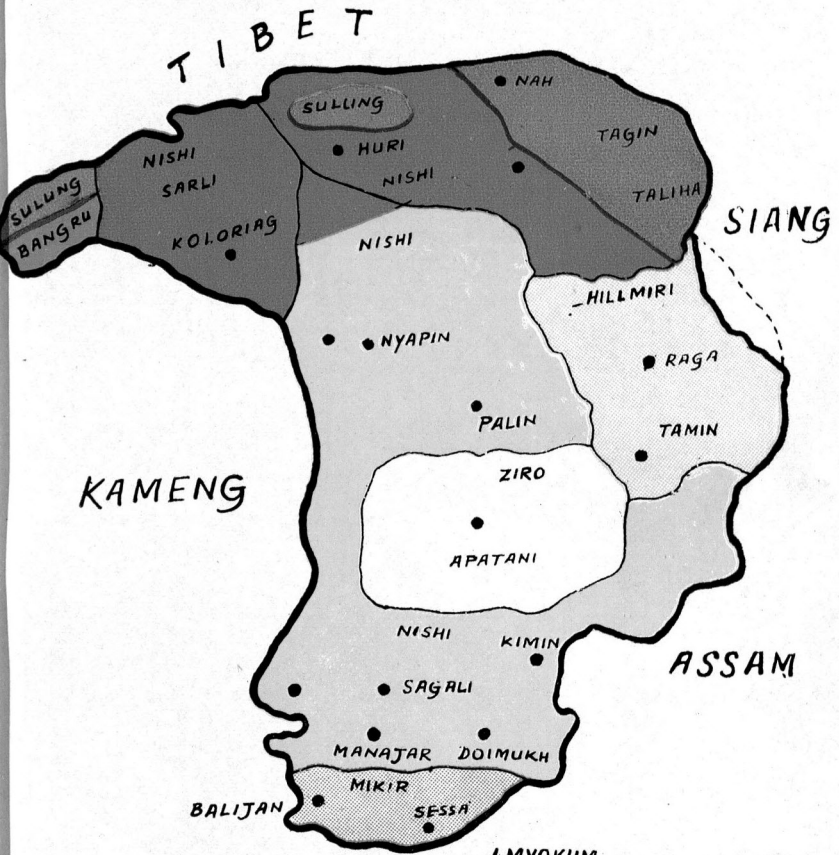 TIBET
NAH
SULUNG
TAGIN
HURI
NISHI
NISHI
SARLI
TALIHA
SULUNG
BANGRU
SIANG
KOLORIAG
NISHI
HILLMIRI
NYAPIN
RAGA
PALIN
TAMIN
ZIRO
KAMENG
APATANI
NISHI
KIMIN
ASSAM
SAGALI
MANAJAR
DOIMUKH
MIKIR
BALIJAN
SESSA